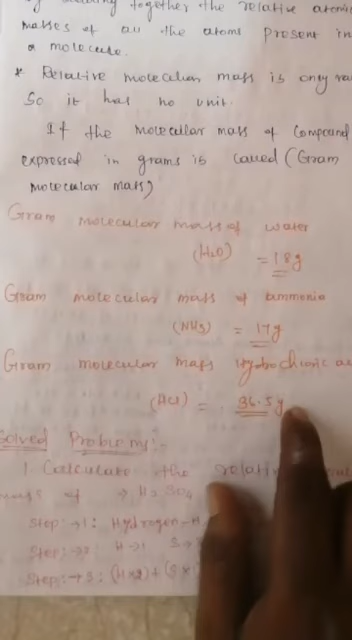 together the relative atomic
masses of all the atoms present in
a molecule.
* Relative molecular mass is only
So it has no unit.
If the molecular mass of compound
expressed in grams is called (Gram
molecular mass)
Gram molecular mass of water
(H2O) = 18g
Gram molecular mass of ammonia
(NH3) = 17g
Gram molecular mass Hydrochloric
(HCl) = 36.5g
Solved Problems:-
1. Calculate the
mass of → H2SO4
Step:→1: Hydrogen-H
Step:→2: H→1
Step:→3: (H×2)+(S×